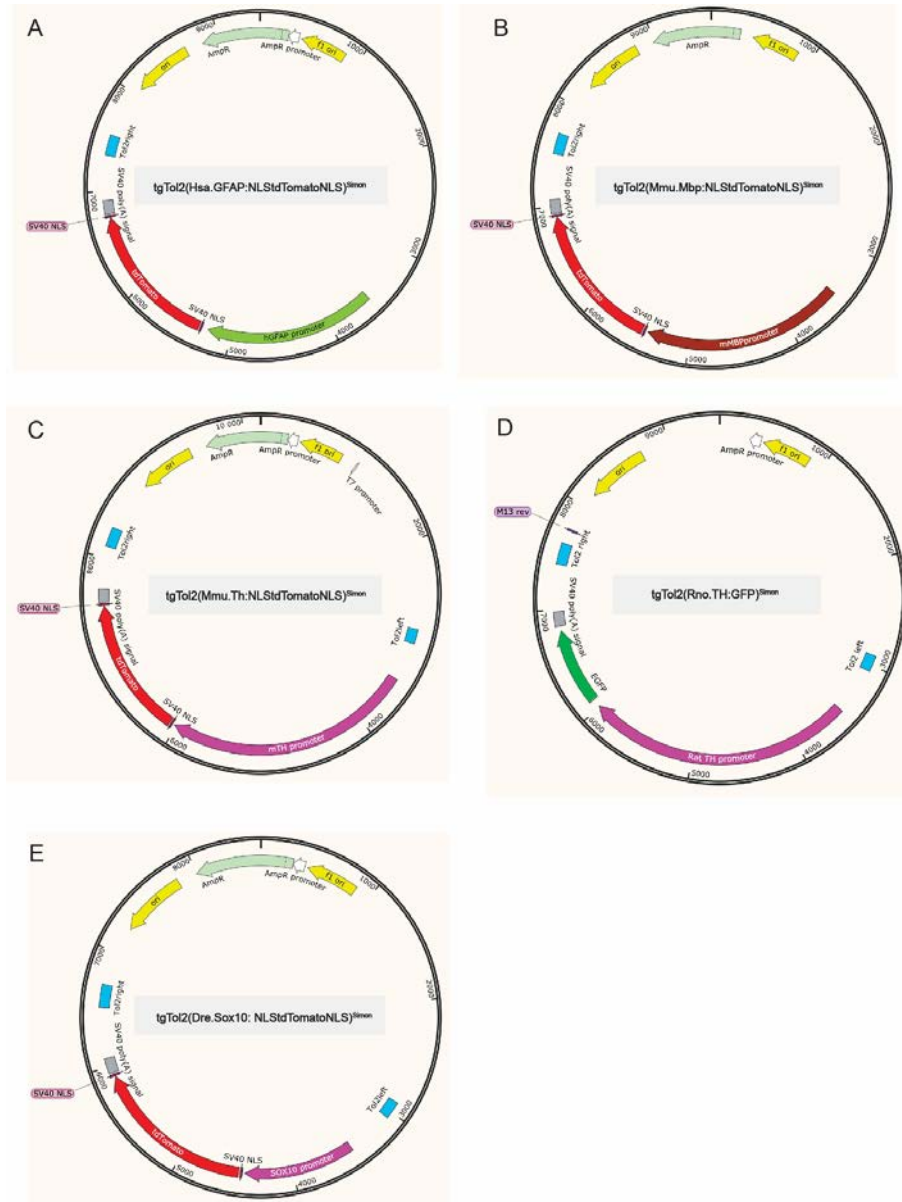 A
9000
1000
AmpR
AmpR promoter
f1 ori
ori
8000
2000
Tol2right
tgTol2(Hsa.GFAP:NLStdTomatoNLS)Simon
7000
SV40 poly(A) signal
SV40 NLS
3000
tdTomato
6000
SV40 NLS
hGFAP promoter
5000
4000
B
9000
1000
AmpR
f1 ori
ori
8000
2000
Tol2right
tgTol2(Mmu.Mbp:NLStdTomatoNLS)Simon
7000
SV40 poly(A) signal
SV40 NLS
3000
tdTomato
6000
SV40 NLS
mMBPpromoter
5000
4000
C
10 000
AmpR
AmpR promoter
f1 ori
T7 promoter
ori
2000
Tol2right
tgTol2(Mmu.Th:NLStdTomatoNLS)Simon
SV40 poly(A) signal
SV40 NLS
Tol2left
tdTomato
SV40 NLS
mTH promoter
4000
6000
D
9000
1000
AmpR promoter
f1 ori
ori
8000
M13 rev
2000
Tol2 right
tgTol2(Rno.TH:GFP)Simon
7000
SV40 poly(A) signal
Tol2 left
3000
EGFP
6000
Rat TH promoter
5000
4000
E
8000
1000
AmpR
AmpR promoter
f1 ori
ori
7000
2000
Tol2right
tgTol2(Dre.Sox10: NLStdTomatoNLS)Simon
SV40 poly(A) signal
6000
SV40 NLS
Tol2left
3000
tdTomato
SV40 NLS
SOX10 promoter
5000
4000